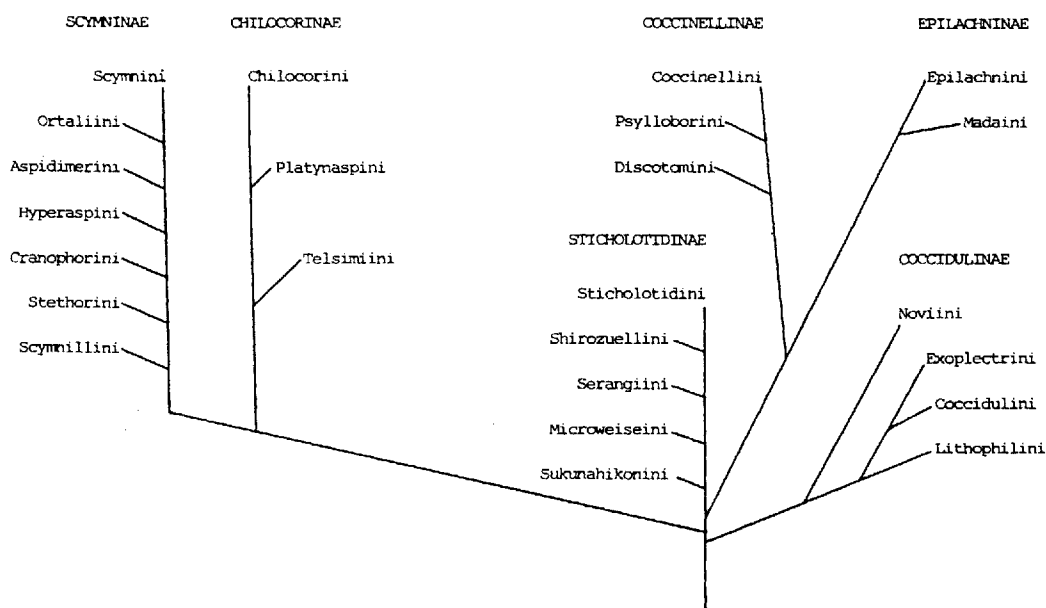 SCYMNINAE CHILOCORINAE COCCINELLINAE EPILACHNINAE
Scymnini Chilocorini Coccinellini Epilachnini
Ortaliini Psylloborini Madaini
Aspidimerini Platynaspini Discotomini
Hyperaspini
STICHOLOTIDINAE
Cranophorini Telsimiini COCCIDULINAE
Stethorini Sticholotidini Noviini
Scymnillini Shirozuellini Exoplectrini
Serangiini Coccidulini
Microweiseini Lithophilini
Sukunahikonini